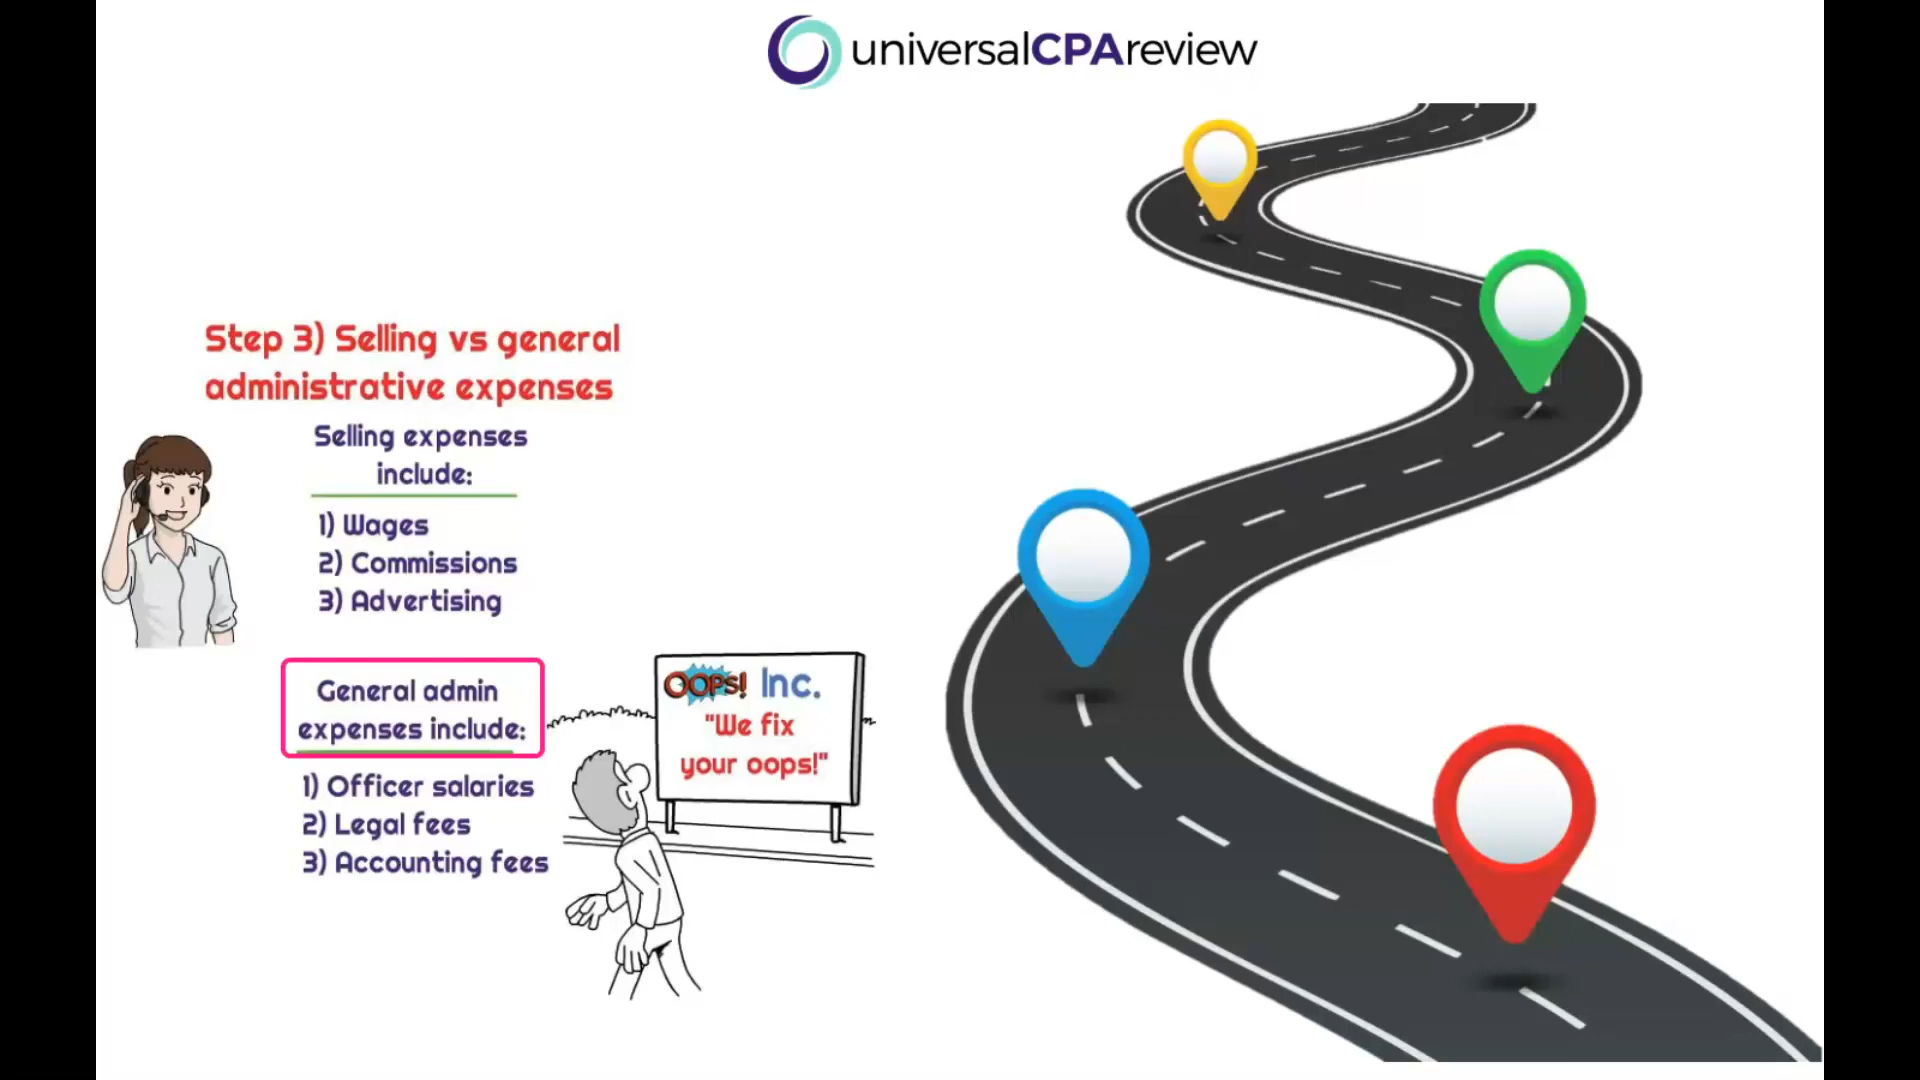 universalCPAreview
Step 3) Selling vs general
administrative expenses
Selling expenses
include:
1) Wages
2) Commissions
3) Advertising
General admin
expenses include:
1) Officer salaries
2) Legal fees
3) Accounting fees
OOPS! Inc.
"We fix
your oops!"